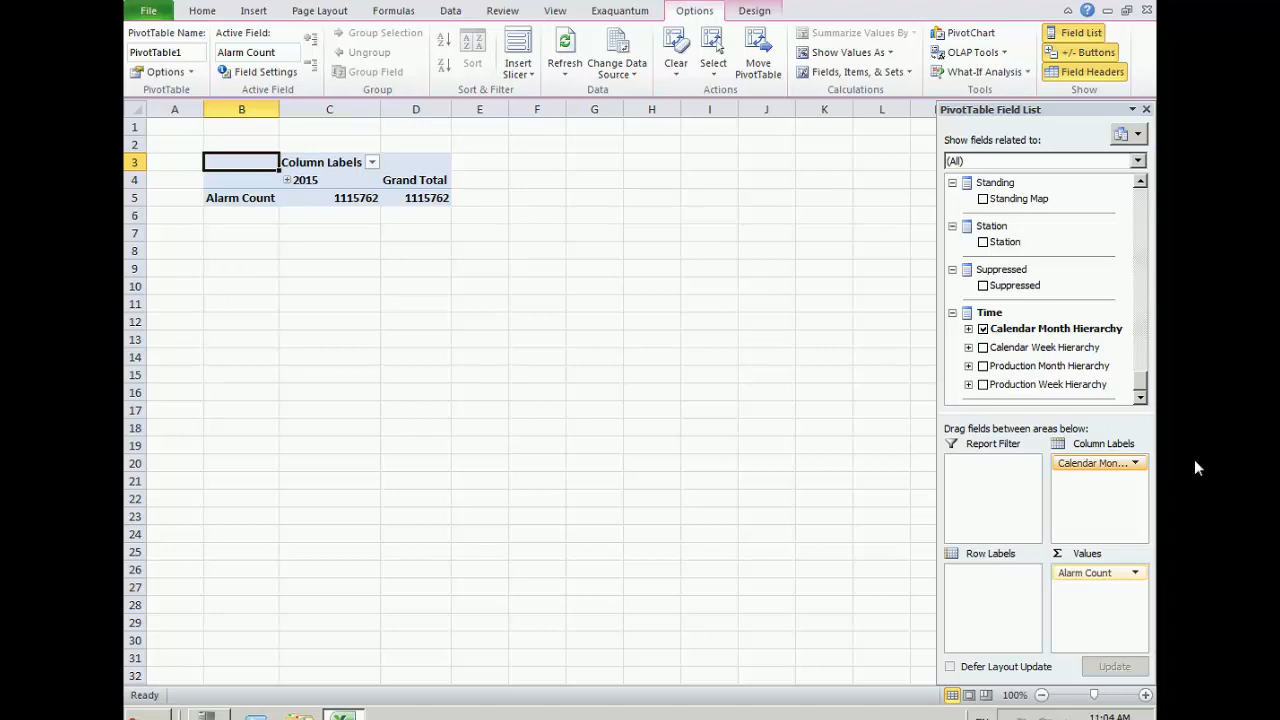 File Home Insert Page Layout Formulas Data Review View Exaquantum Options Design
PivotTable Name: Active Field: Group Selection Summarize Values By PivotChart Field List
PivotTable1 Alarm Count Ungroup Show Values As OLAP Tools +/- Buttons
Sort Insert Slicer Refresh Change Data Source Clear Select Move PivotTable
Options Field Settings Group Field Fields, Items, & Sets What-If Analysis Field Headers
PivotTable Active Field Group Sort & Filter Data Actions Calculations Tools Show
A B C D E F G H I J K L
PivotTable Field List
1
Show fields related to:
2
(All)
3 Column Labels
4 2015 Grand Total
5 Alarm Count 1115762 1115762
6
7
8
9
10
11
12
13
14
15
16
17
18
19
20
21
22
23
24
25
26
27
28
29
30
31
32
Standing
Standing Map
Station
Station
Suppressed
Suppressed
Time
Calendar Month Hierarchy
Calendar Week Hierarchy
Production Month Hierarchy
Production Week Hierarchy
Drag fields between areas below:
Report Filter Column Labels
Calendar Mon...
Row Labels Σ Values
Alarm Count
Defer Layout Update Update
Ready 100%
11:04 AM